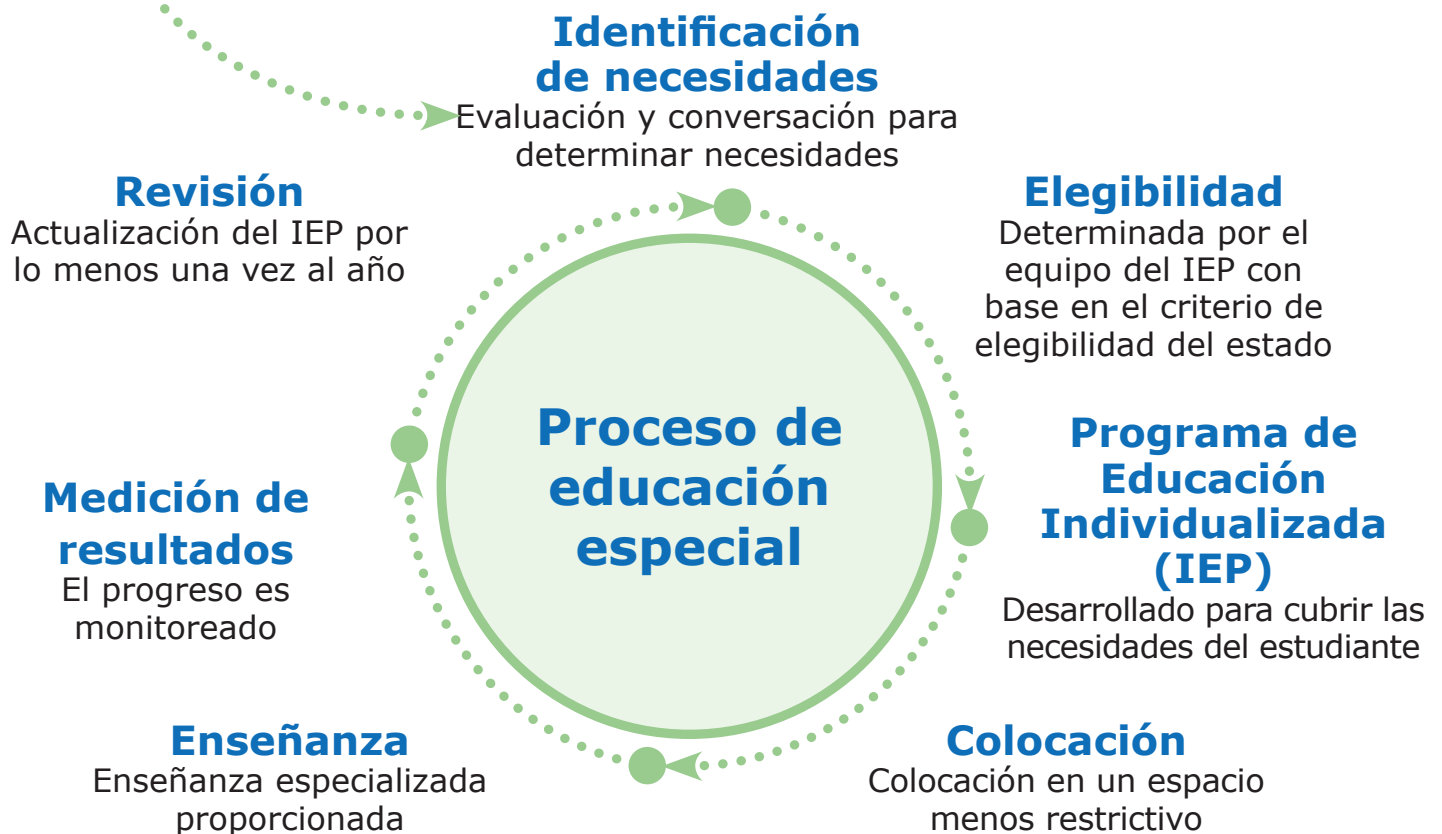 Identificación
de necesidades
Evaluación y conversación para
determinar necesidades
Elegibilidad
Determinada por el
equipo del IEP con
base en el criterio de
elegibilidad del estado
Programa de
Educación
Individualizada
(IEP)
Desarrollado para cubrir las
necesidades del estudiante
Colocación
Colocación en un espacio
menos restrictivo
Enseñanza
Enseñanza especializada
proporcionada
Medición de
resultados
El progreso es
monitoreado
Revisión
Actualización del IEP por
lo menos una vez al año
Proceso de
educación
especial